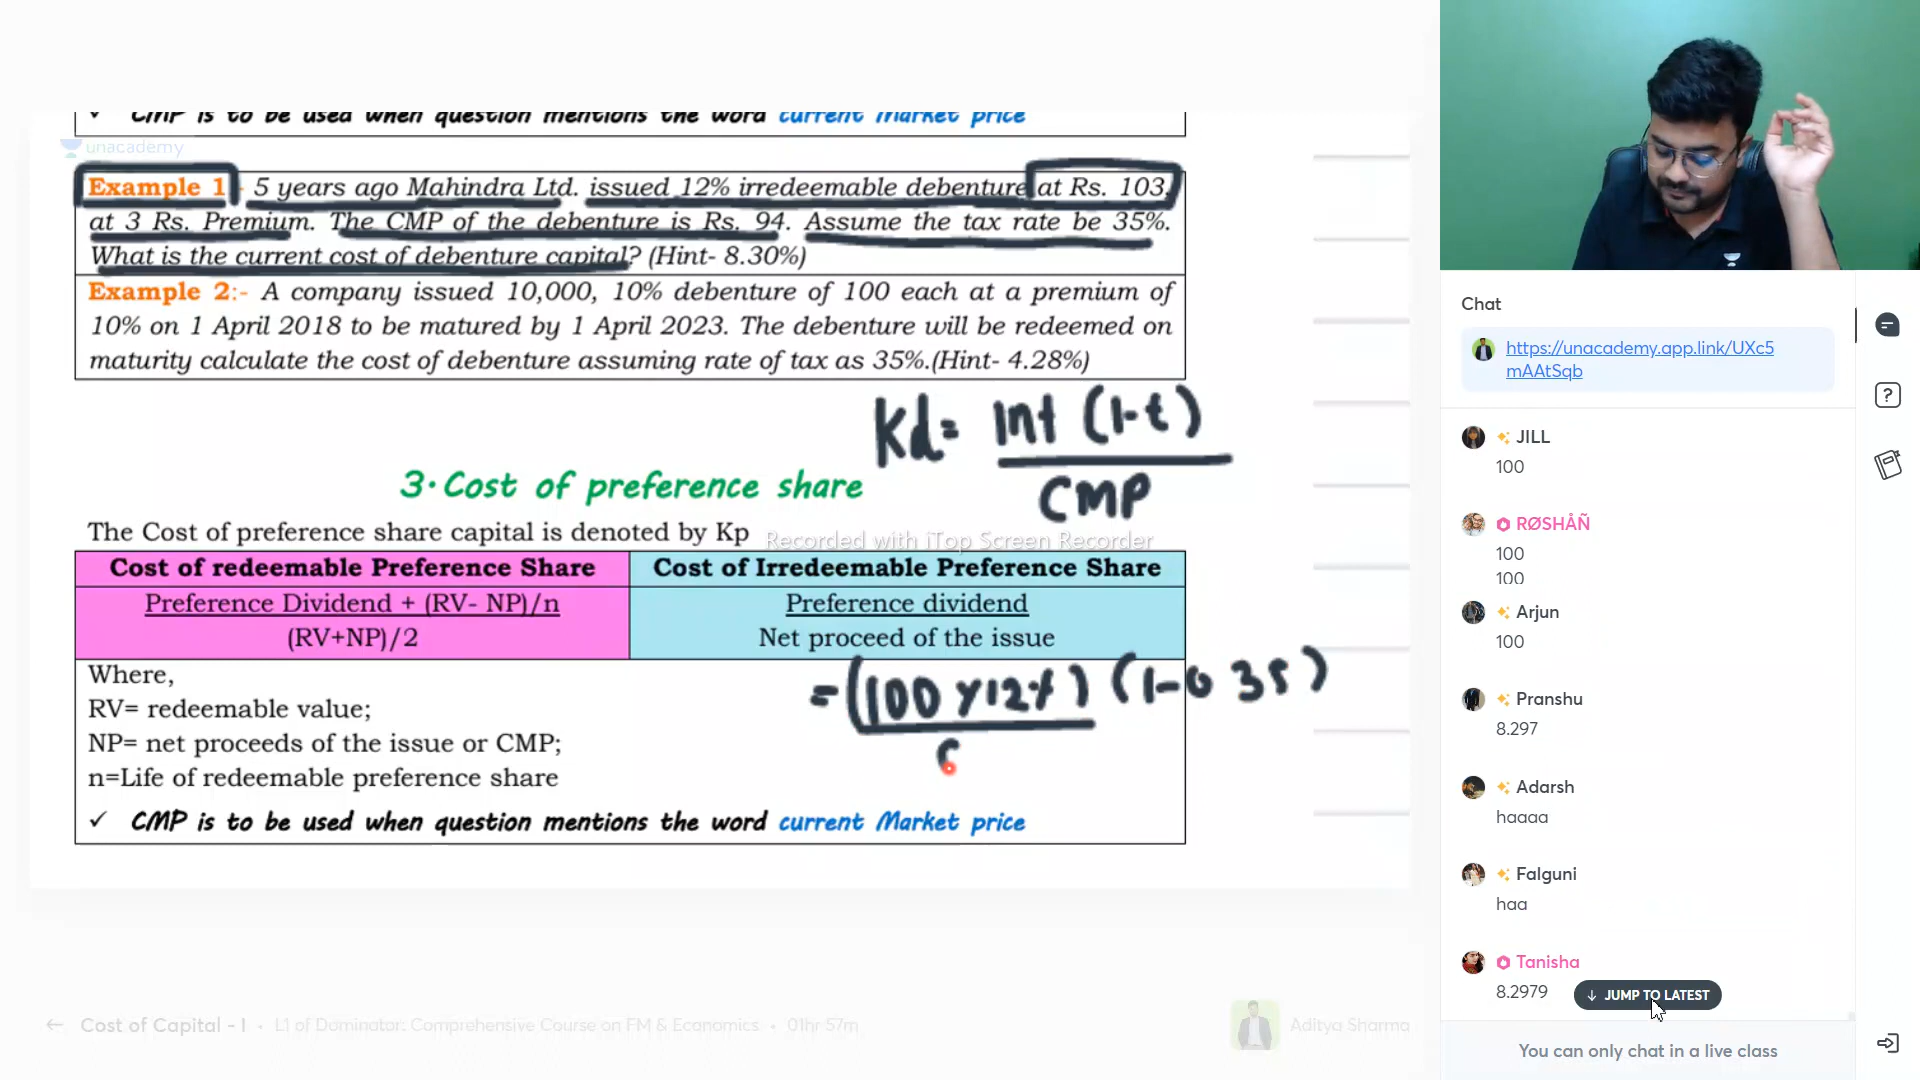 ✓ CMP is to be used when question mentions the word current Market price
unacademy
Example 1 - 5 years ago Mahindra Ltd. issued 12% irredeemable debenture at Rs. 103,
at 3 Rs. Premium. The CMP of the debenture is Rs. 94. Assume the tax rate be 35%.
What is the current cost of debenture capital? (Hint- 8.30%)
Example 2:- A company issued 10,000, 10% debenture of 100 each at a premium of
10% on 1 April 2018 to be matured by 1 April 2023. The debenture will be redeemed on
maturity calculate the cost of debenture assuming rate of tax as 35%.(Hint- 4.28%)
Kd = Int (1-t)
CMP
3. Cost of preference share
The Cost of preference share capital is denoted by Kp
Recorded with iTop Screen Recorder
Cost of redeemable Preference Share
Preference Dividend + (RV- NP)/n
(RV+NP)/2
Cost of Irredeemable Preference Share
Preference dividend
Net proceed of the issue
Where,
RV= redeemable value;
NP= net proceeds of the issue or CMP;
n=Life of redeemable preference share
= (100 x 12%) (1-0 35)
✓ CMP is to be used when question mentions the word current Market price
← Cost of Capital - I • L1 of Dominator: Comprehensive Course on FM & Economics • 01hr 57m
Aditya Sharma
Chat
https://unacademy.app.link/UXc5
mAAtSqb
JILL
100
RØSHÅÑ
100
100
Arjun
100
Pranshu
8.297
Adarsh
haaaa
Falguni
haa
Tanisha
8.2979
↓ JUMP TO LATEST
You can only chat in a live class